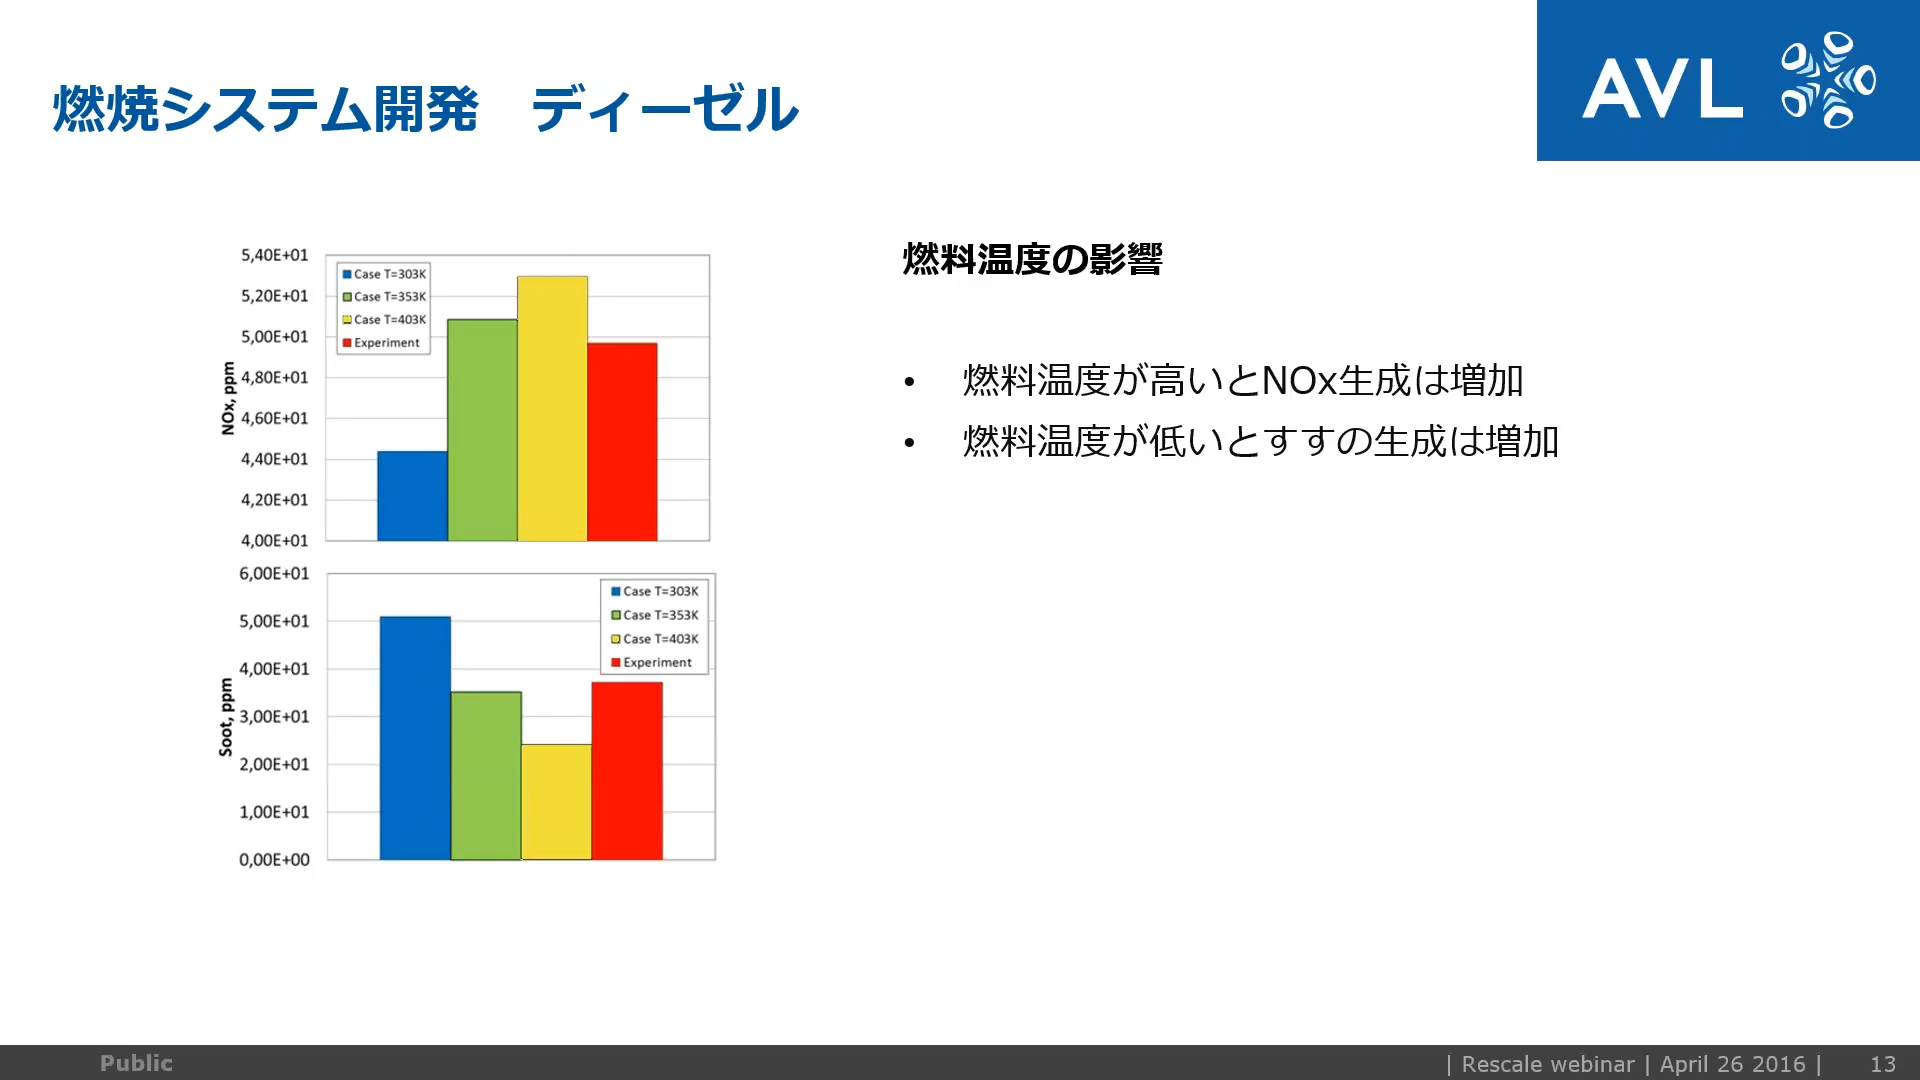 燃焼システム開発　ディーゼル
AVL
5,40E+01
5,20E+01
5,00E+01
4,80E+01
4,60E+01
4,40E+01
4,20E+01
4,00E+01
NOx, ppm
Case T=303K
Case T=353K
Case T=403K
Experiment
6,00E+01
5,00E+01
4,00E+01
3,00E+01
2,00E+01
1,00E+01
0,00E+00
Soot, ppm
Case T=303K
Case T=353K
Case T=403K
Experiment
燃料温度の影響
• 燃料温度が高いとNOx生成は増加
• 燃料温度が低いとすすの生成は増加
Public
| Rescale webinar | April 26 2016 | 13